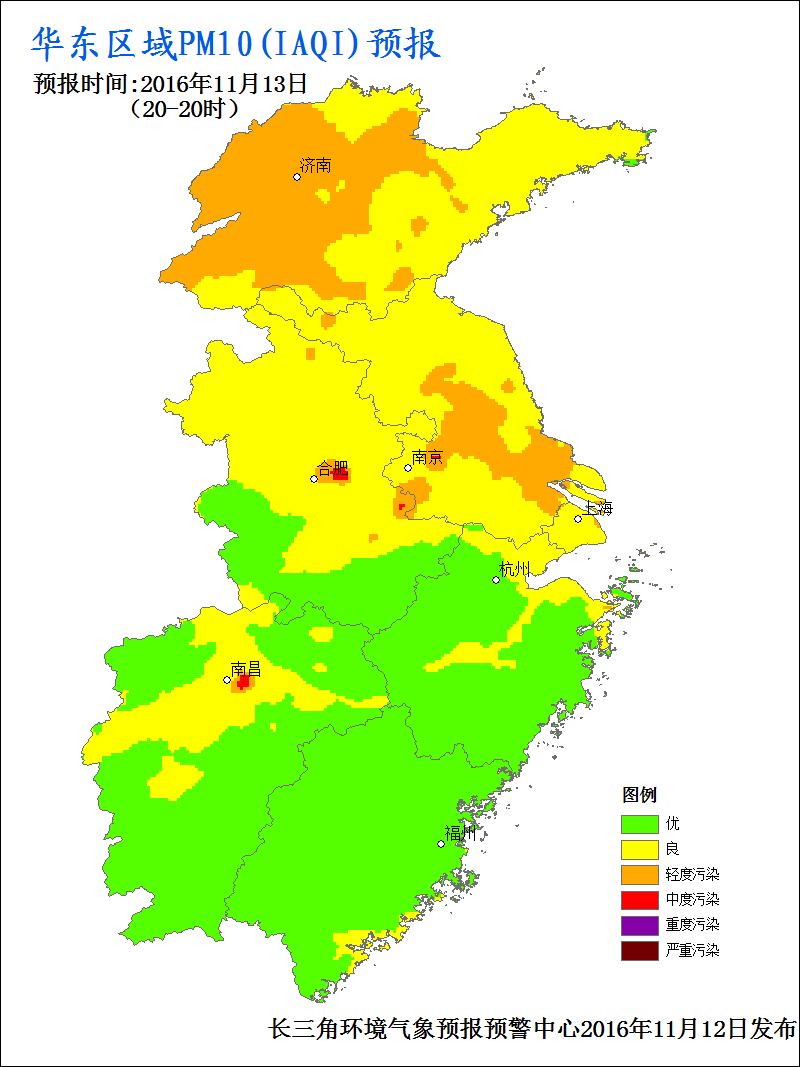 华东区域PM10(IAQI)预报
预报时间:2016年11月13日
（20-20时）
济南
合肥
南京
上海
杭州
南昌
福州
图例
优
良
轻度污染
中度污染
重度污染
严重污染
长三角环境气象预报预警中心2016年11月12日发布